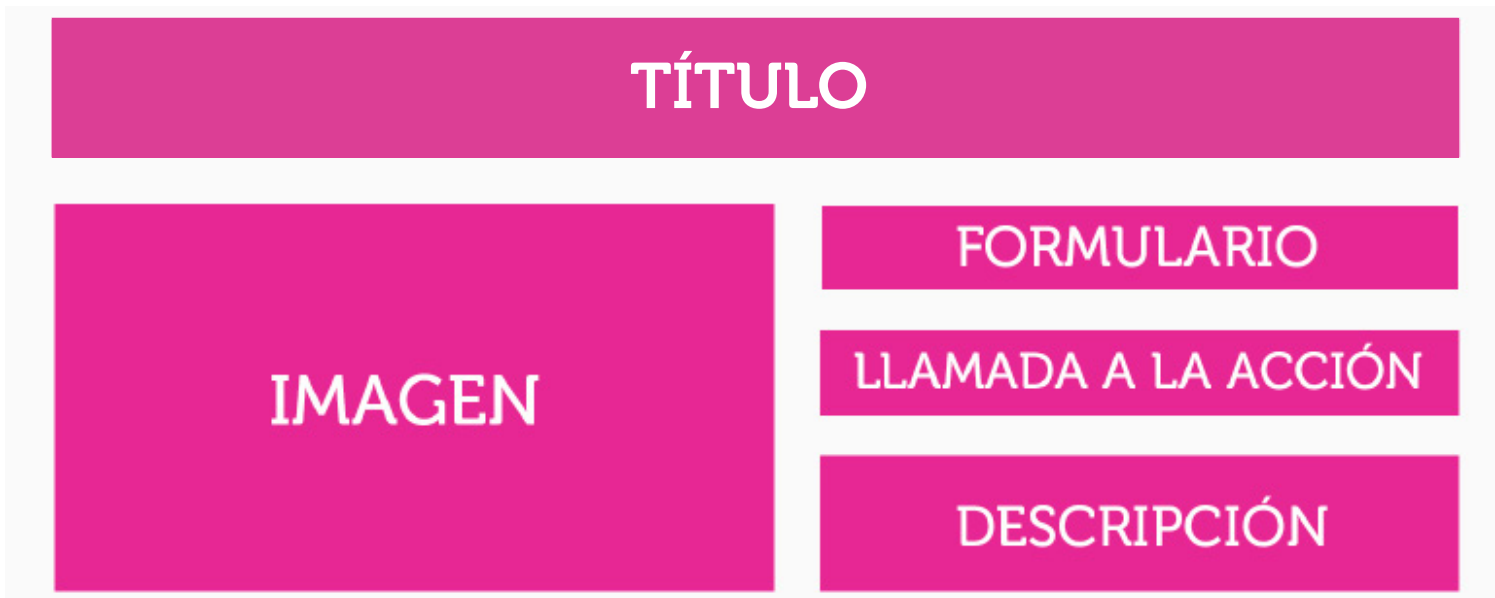 TÍTULO
IMAGEN
FORMULARIO
LLAMADA A LA ACCIÓN
DESCRIPCIÓN